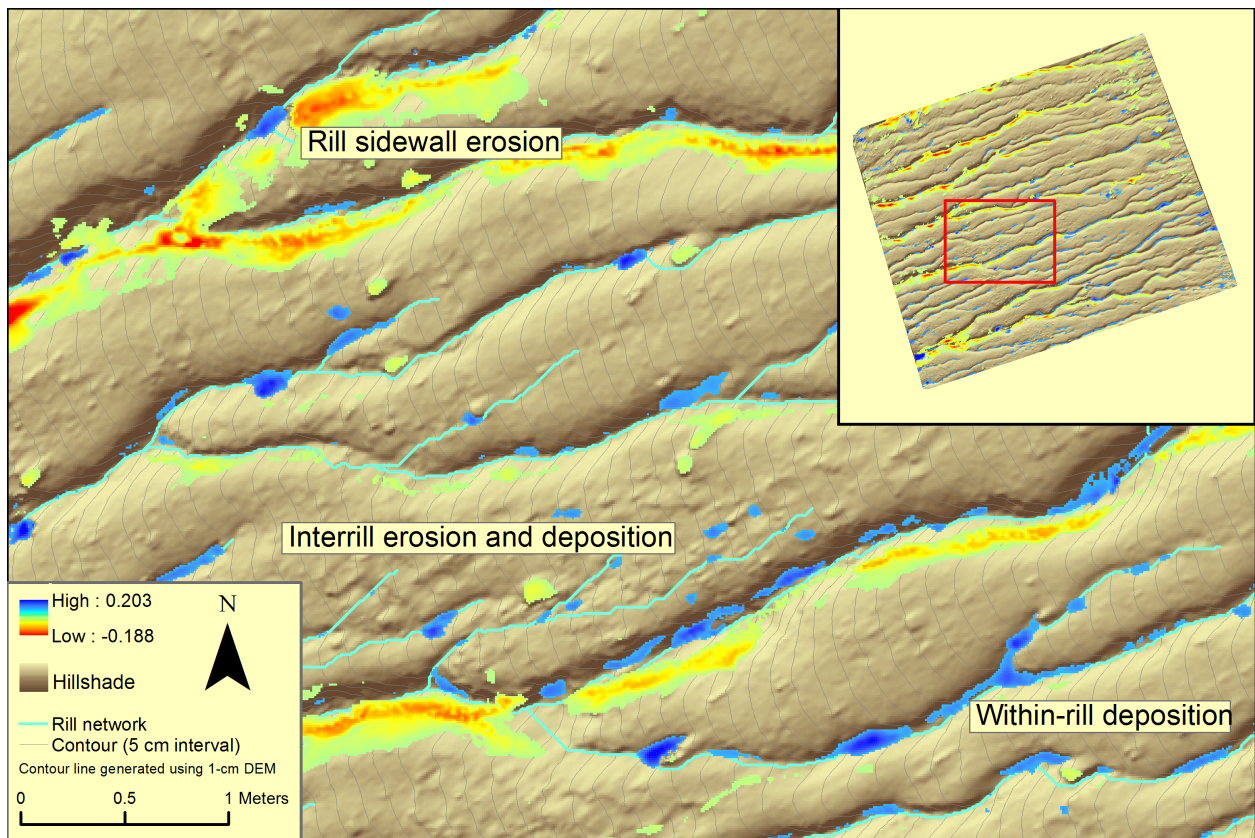 Rill sidewall erosion
Interrill erosion and deposition
Within-rill deposition
High : 0.203
Low : -0.188
N
Hillshade
Rill network
Contour (5 cm interval)
Contour line generated using 1-cm DEM
0 0.5 1 Meters